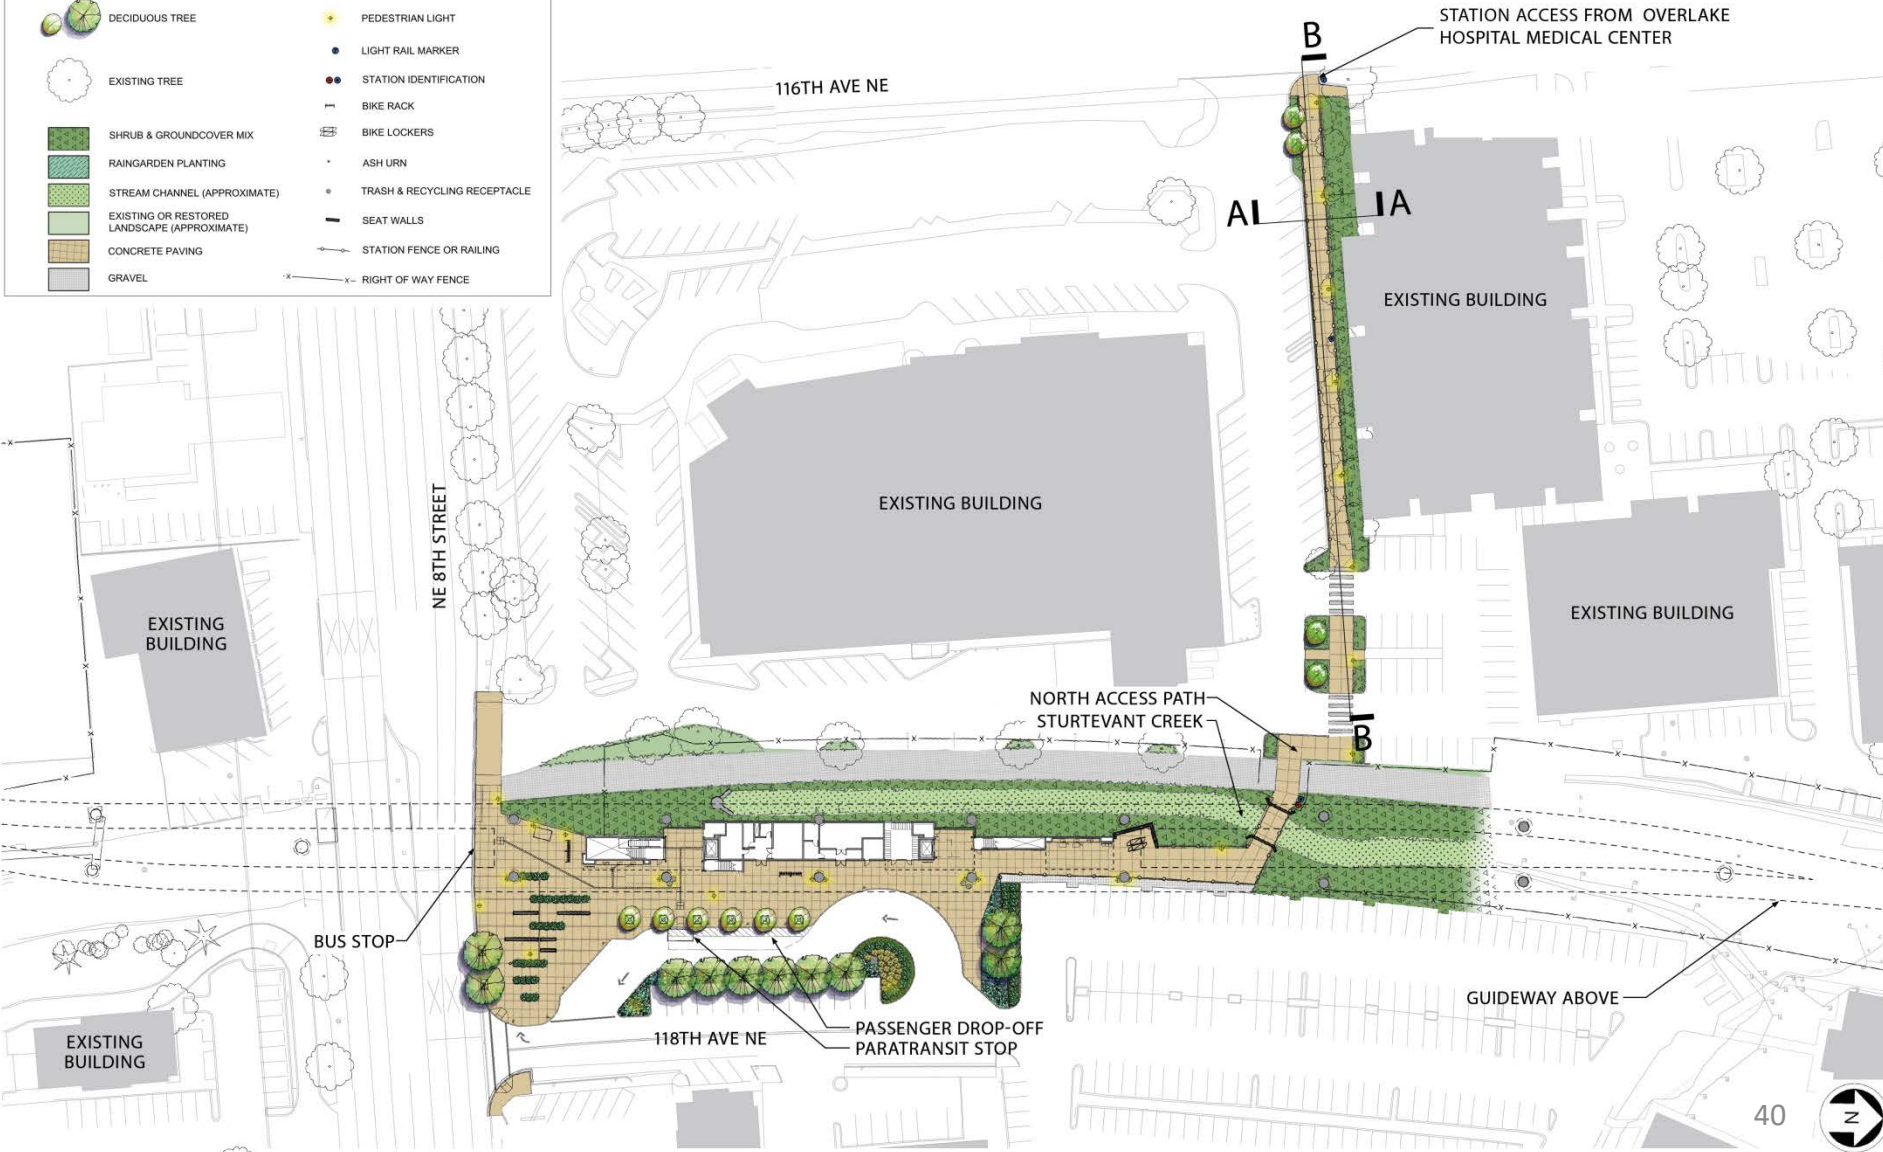 DECIDUOUS TREE
EXISTING TREE
SHRUB & GROUNDCOVER MIX
RAINGARDEN PLANTING
STREAM CHANNEL (APPROXIMATE)
EXISTING OR RESTORED
LANDSCAPE (APPROXIMATE)
CONCRETE PAVING
GRAVEL
PEDESTRIAN LIGHT
LIGHT RAIL MARKER
STATION IDENTIFICATION
BIKE RACK
BIKE LOCKERS
ASH URN
TRASH & RECYCLING RECEPTACLE
SEAT WALLS
STATION FENCE OR RAILING
RIGHT OF WAY FENCE
116TH AVE NE
B
STATION ACCESS FROM OVERLAKE
HOSPITAL MEDICAL CENTER
A
A
EXISTING BUILDING
EXISTING BUILDING
NE 8TH STREET
EXISTING
BUILDING
EXISTING BUILDING
NORTH ACCESS PATH
STURTEVANT CREEK
B
BUS STOP
GUIDEWAY ABOVE
118TH AVE NE
PASSENGER DROP-OFF
PARATRANSIT STOP
EXISTING
BUILDING
40
N